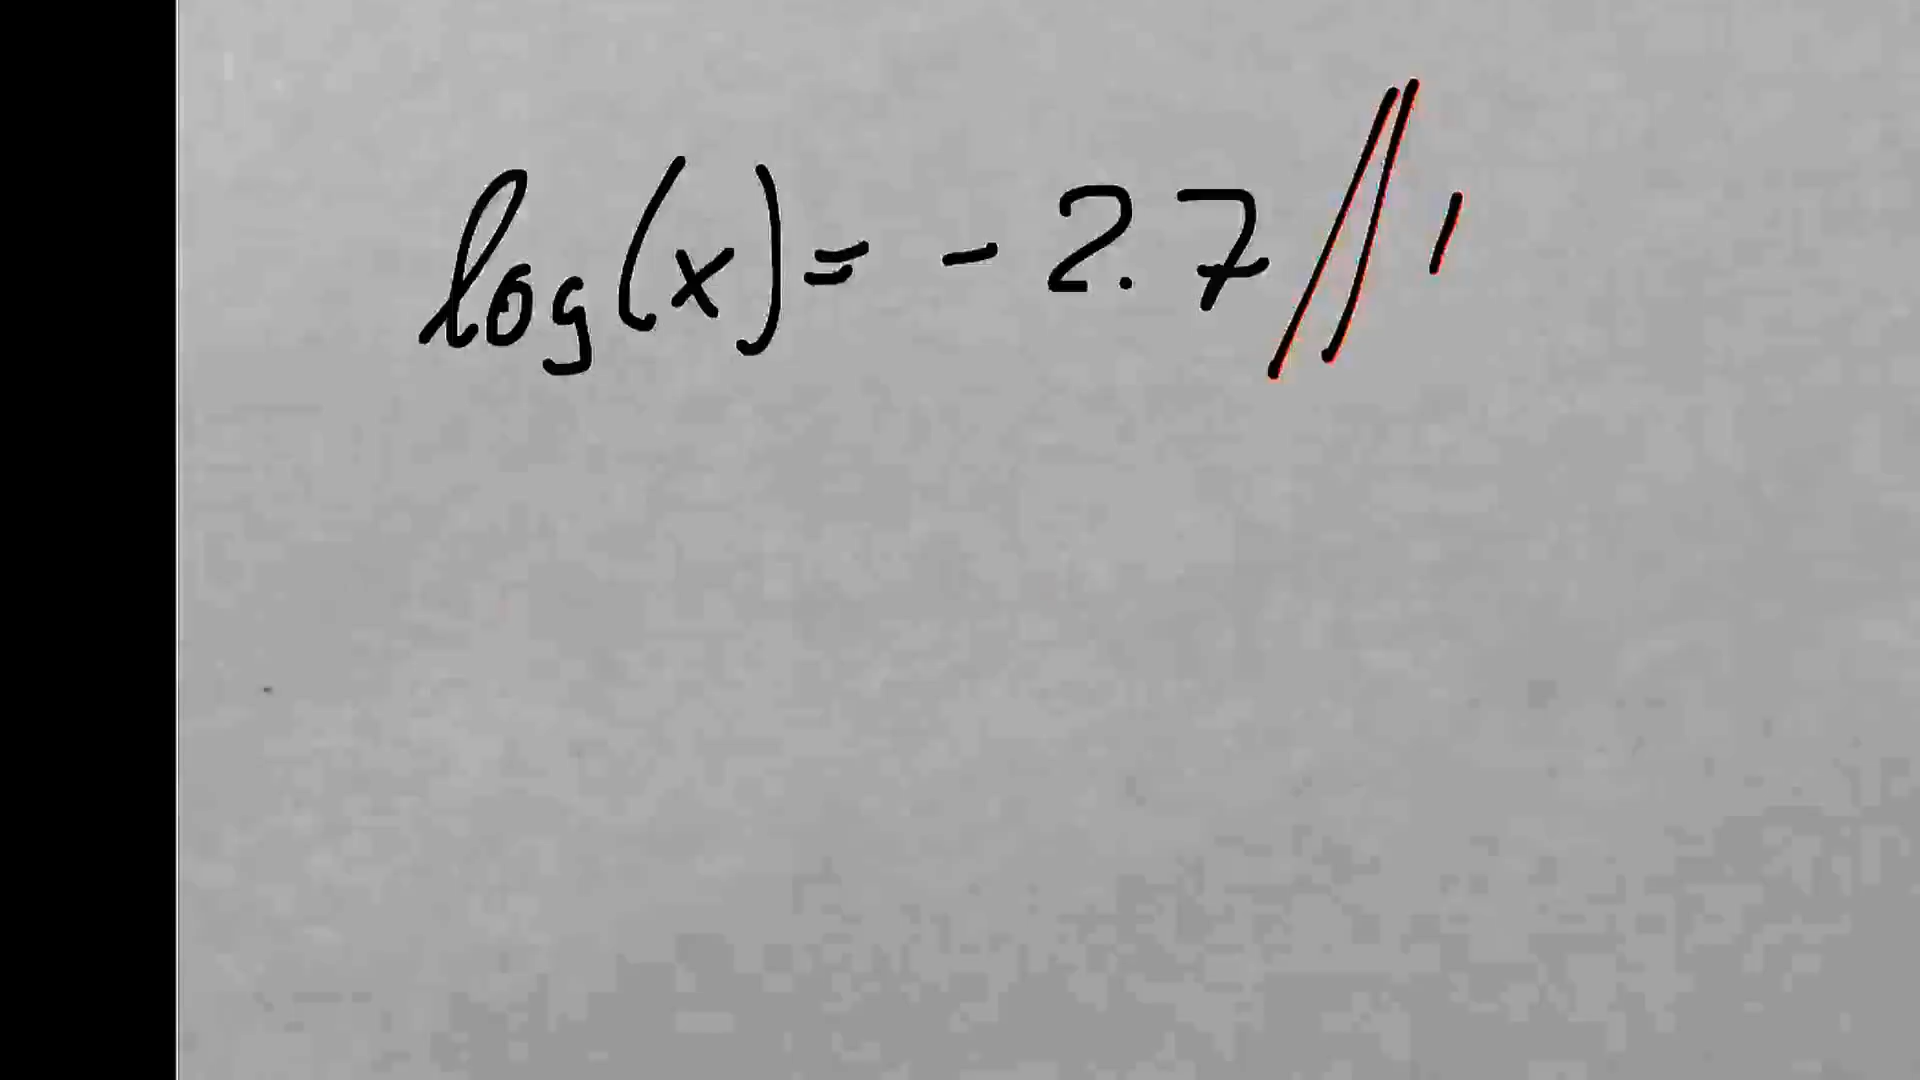 log(x) = - 2.7 // '